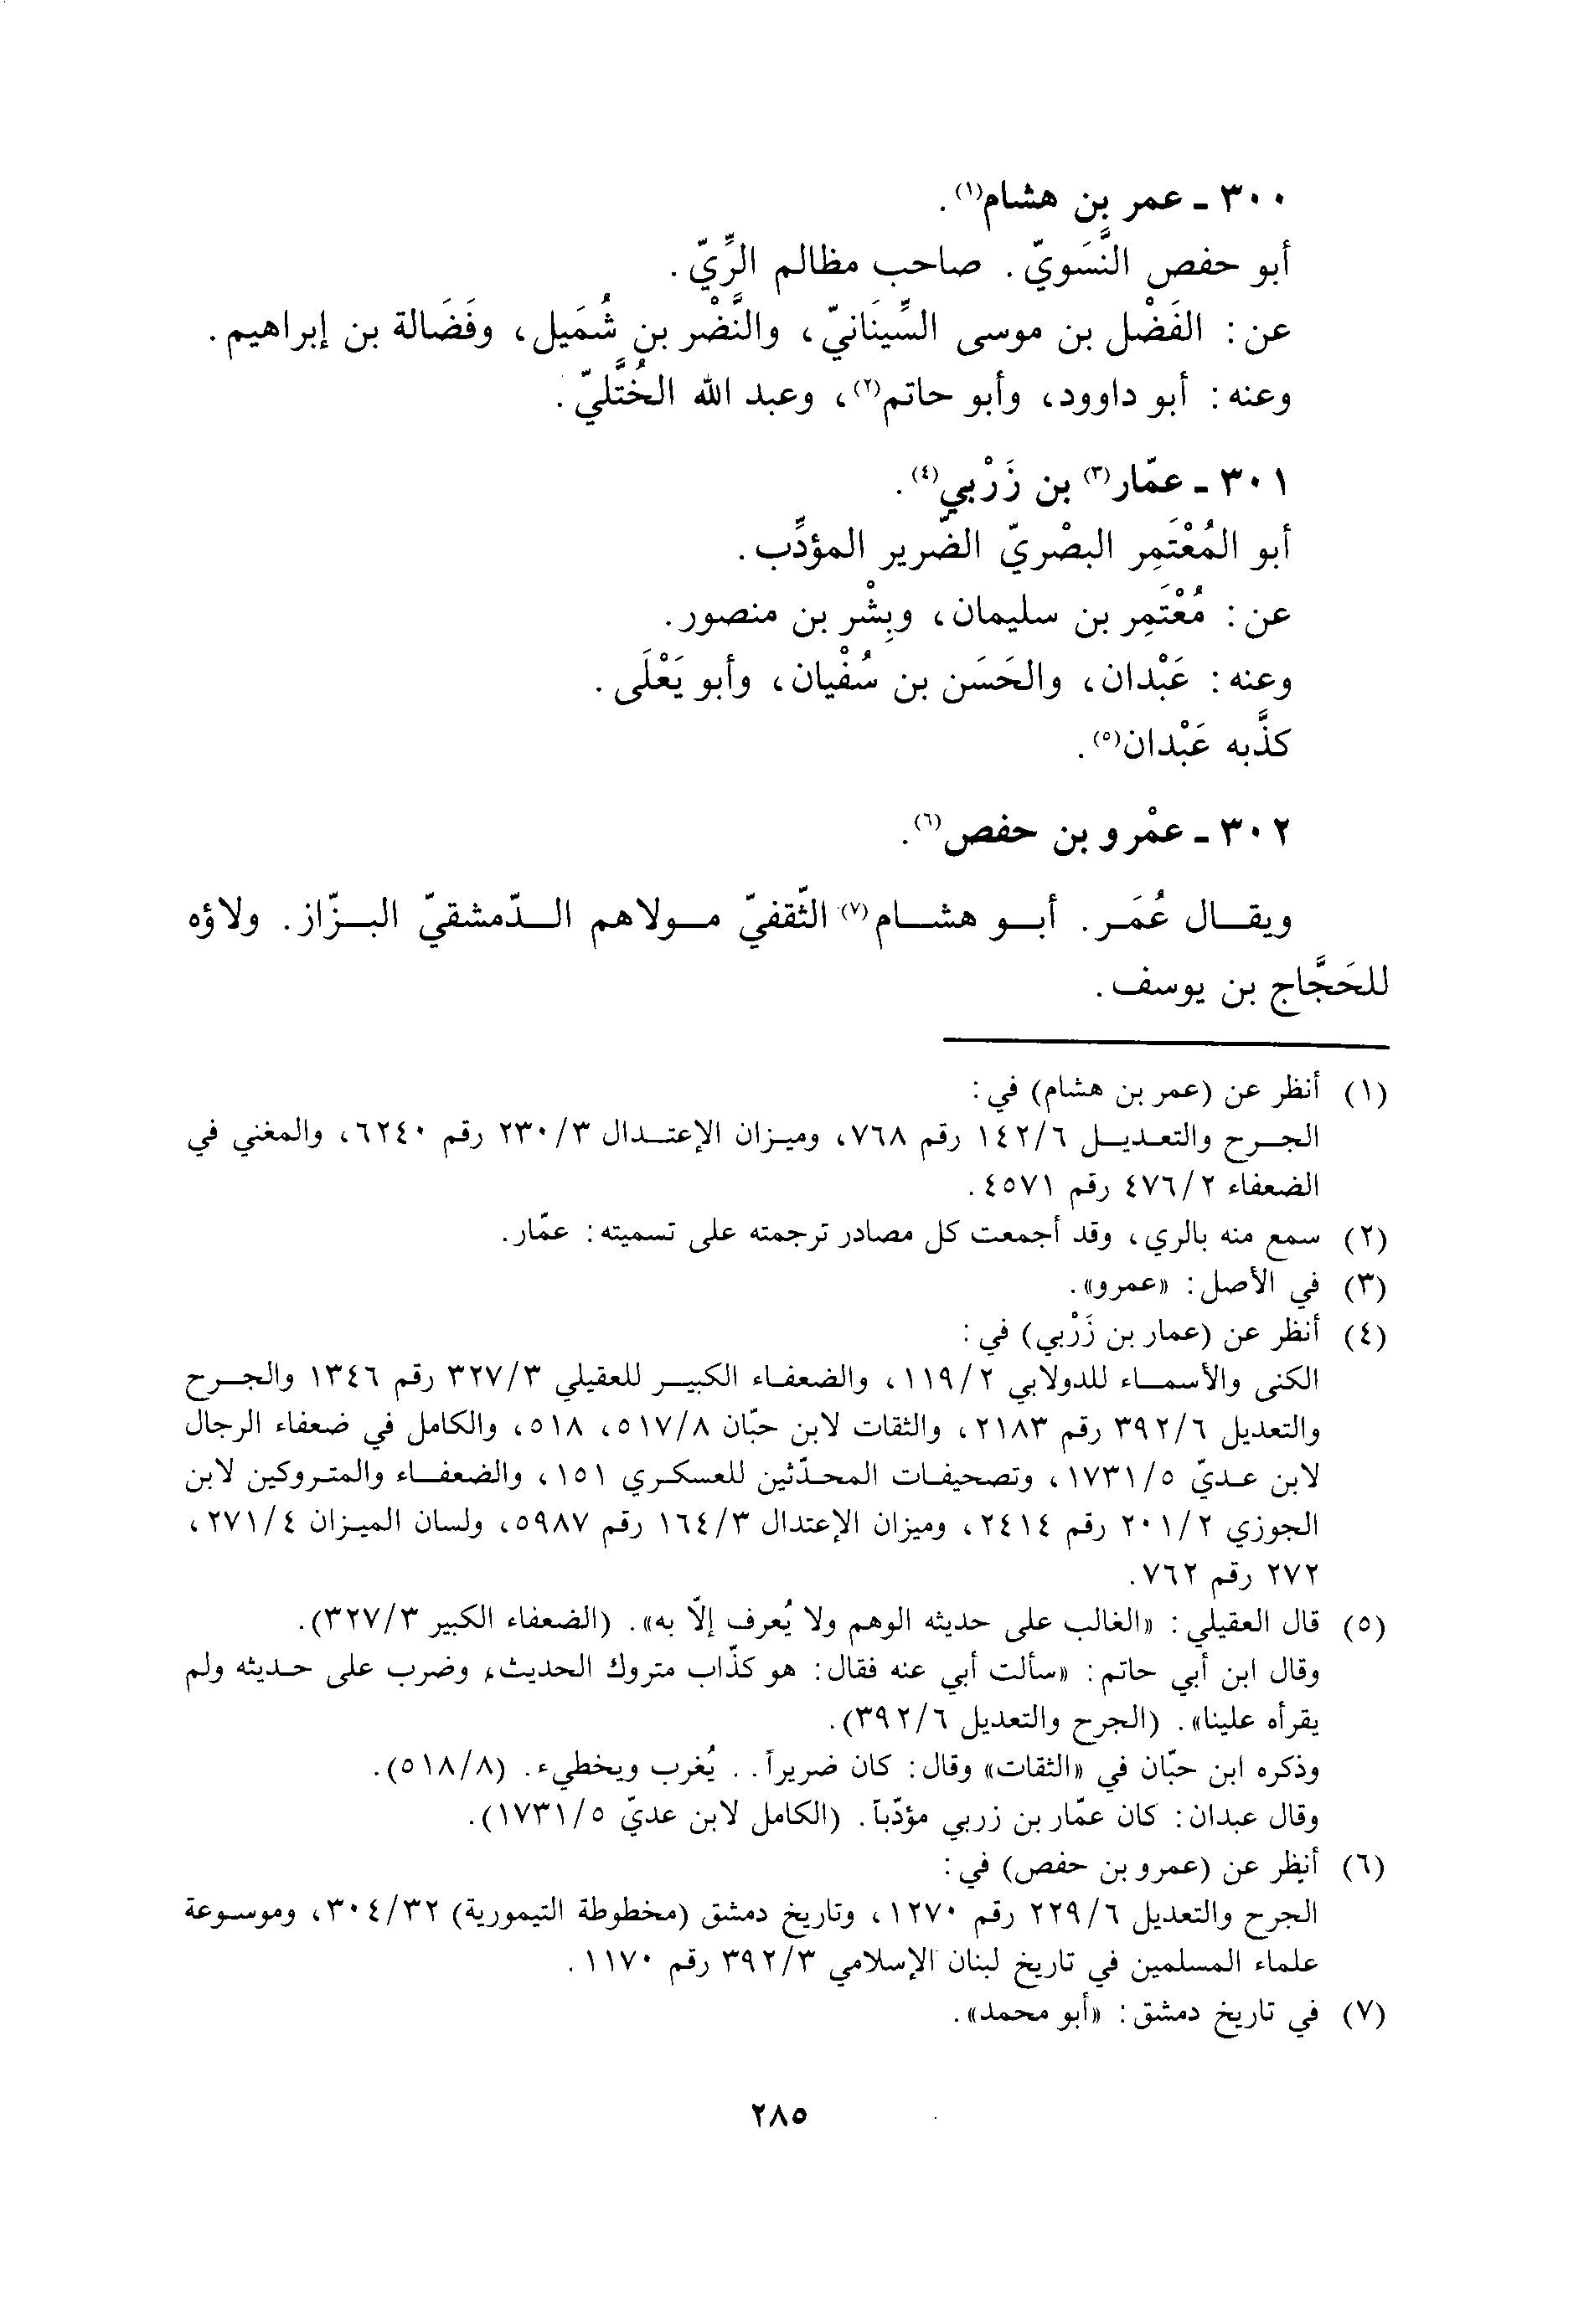 ٣٠٠ ـ عمر بن هشام(١).
أبو حفص النَّسَويّ. صاحب مظالم الرِّيّ.
عن: الفَضْل بن موسى السِّينَانيّ، والنَّضْر بن شُمَيل، وفَضَالة بن إبراهيم.
وعنه: أبو داوود، وأبو حاتم(٢)، وعبد الله الخُتَّليّ.
٣٠١ ـ عمّار(٣) بن زَرْبي(٤).
أبو المُعْتَمِر البصْريّ الضّرير المؤدِّب.
عن: مُعْتَمِر بن سليمان، وبِشْر بن منصور.
وعنه: عَبْدان، والحَسَن بن سُفْيان، وأبو يَعْلَى.
كذَّبه عَبْدان(٥).
٣٠٢ ـ عمْرو بن حفص(٦).
ويقال عُمَر. أبو هشام(٧) الثّقفيّ مولاهم الدّمشقيّ البزّاز. ولاؤه
للحَجَّاج بن يوسف.
(١) أنظر عن (عمر بن هشام) في:
الجرح والتعديل ١٤٢/٦ رقم ٧٦٨، وميزان الإعتدال ٢٣٠/٣ رقم ٦٢٤٠، والمغني في
الضعفاء ٤٧٦/٢ رقم ٤٥٧١.
(٢) سمع منه بالري، وقد أجمعت كل مصادر ترجمته على تسميته: عمّار.
(٣) في الأصل: «عمرو».
(٤) أنظر عن (عمار بن زَرْبي) في:
الكنى والأسماء للدولابي ١١٩/٢، والضعفاء الكبير للعقيلي ٣٢٧/٣ رقم ١٣٤٦ والجرح
والتعديل ٣٩٢/٦ رقم ٢١٨٣، والثقات لابن حبّان ٥١٧/٨، ٥١٨، والكامل في ضعفاء الرجال
لابن عديّ ١٧٣١/٥، وتصحيفات المحدّثين للعسكري ١٥١، والضعفاء والمتروكين لابن
الجوزي ٢٠١/٢ رقم ٢٤١٤، وميزان الإعتدال ١٦٤/٣ رقم ٥٩٨٧، ولسان الميزان ٢٧١/٤،
٢٧٢ رقم ٧٦٢.
(٥) قال العقيلي: «الغالب على حديثه الوهم ولا يُعرف إلّا به». (الضعفاء الكبير ٣٢٧/٣).
وقال ابن أبي حاتم: «سألت أبي عنه فقال: هو كذّاب متروك الحديث، وضرب على حديثه ولم
يقرأه علينا». (الجرح والتعديل ٣٩٢/٦).
وذكره ابن حبّان في «الثقات» وقال: كان ضريراً. . يُغرب ويخطيء. (٥١٨/٨).
وقال عبدان: كان عمّار بن زربي مؤدّباً. (الكامل لابن عديّ ١٧٣١/٥).
(٦) أنظر عن (عمرو بن حفص) في:
الجرح والتعديل ٢٢٩/٦ رقم ١٢٧٠، وتاريخ دمشق (مخطوطة التيمورية) ٣٠٤/٣٢، وموسوعة
علماء المسلمين في تاريخ لبنان الإسلامي ٣٩٢/٣ رقم ١١٧٠.
(٧) في تاريخ دمشق: «أبو محمد».
٢٨٥